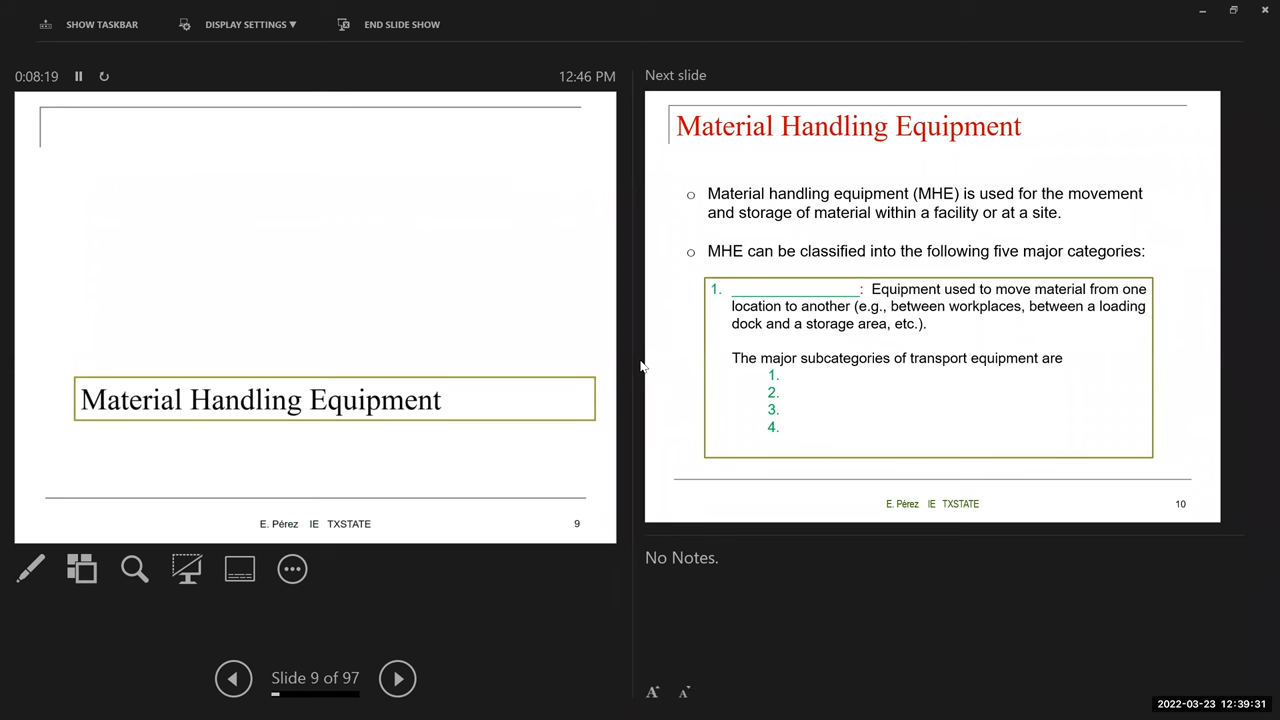 SHOW TASKBAR
DISPLAY SETTINGS ▼
END SLIDE SHOW
0:08:19
12:46 PM
Material Handling Equipment
E. Pérez IE TXSTATE
9
Slide 9 of 97
Next slide
Material Handling Equipment
o Material handling equipment (MHE) is used for the movement
and storage of material within a facility or at a site.
o MHE can be classified into the following five major categories:
1. ________________: Equipment used to move material from one
location to another (e.g., between workplaces, between a loading
dock and a storage area, etc.).
The major subcategories of transport equipment are
1.
2.
3.
4.
E. Pérez IE TXSTATE
10
No Notes.
A A
2022-03-23 12:39:31